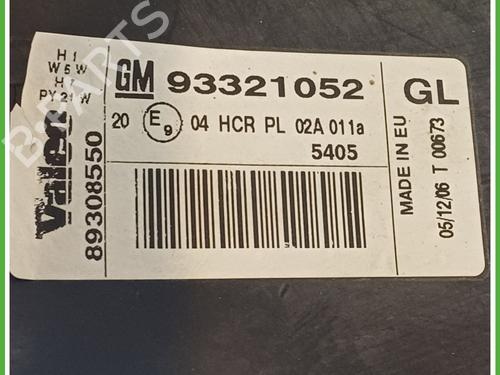 H1
W5W
H7
PY21W
GM 93321052 GL
20 E9 04 HCR PL 02A 011a
5405
Valeo
89308550
MADE IN EU
05/12/06 T 00673
B-PARTS